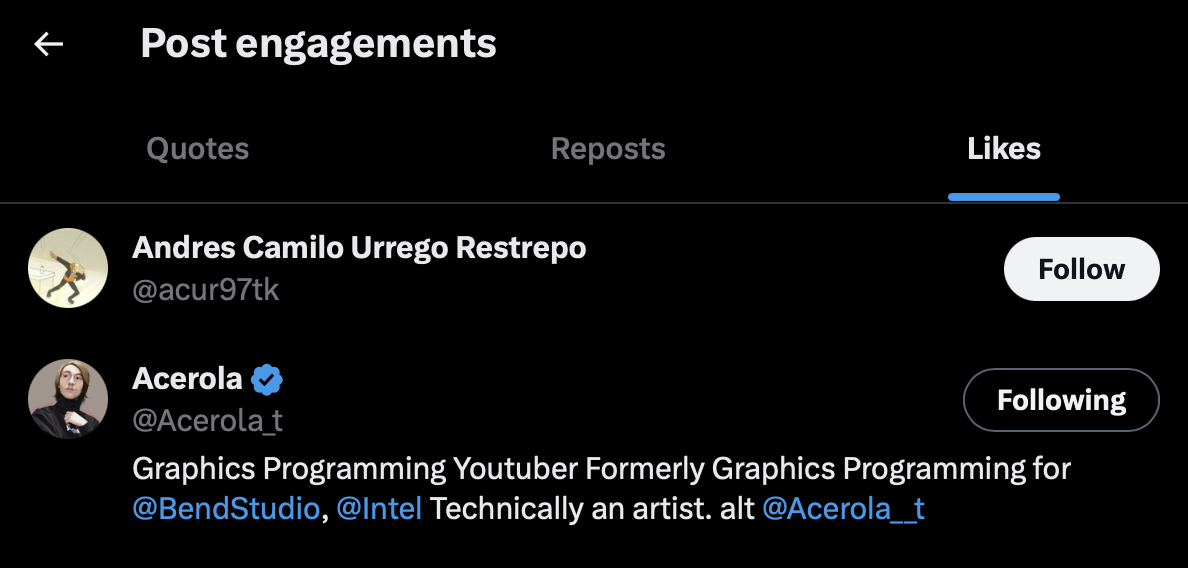 Post engagements
Quotes
Reposts
Likes
Andres Camilo Urrego Restrepo
@acur97tk
Follow
Acerola
@Acerola_t
Following
Graphics Programming Youtuber Formerly Graphics Programming for
@BendStudio, @Intel Technically an artist. alt @Acerola__t